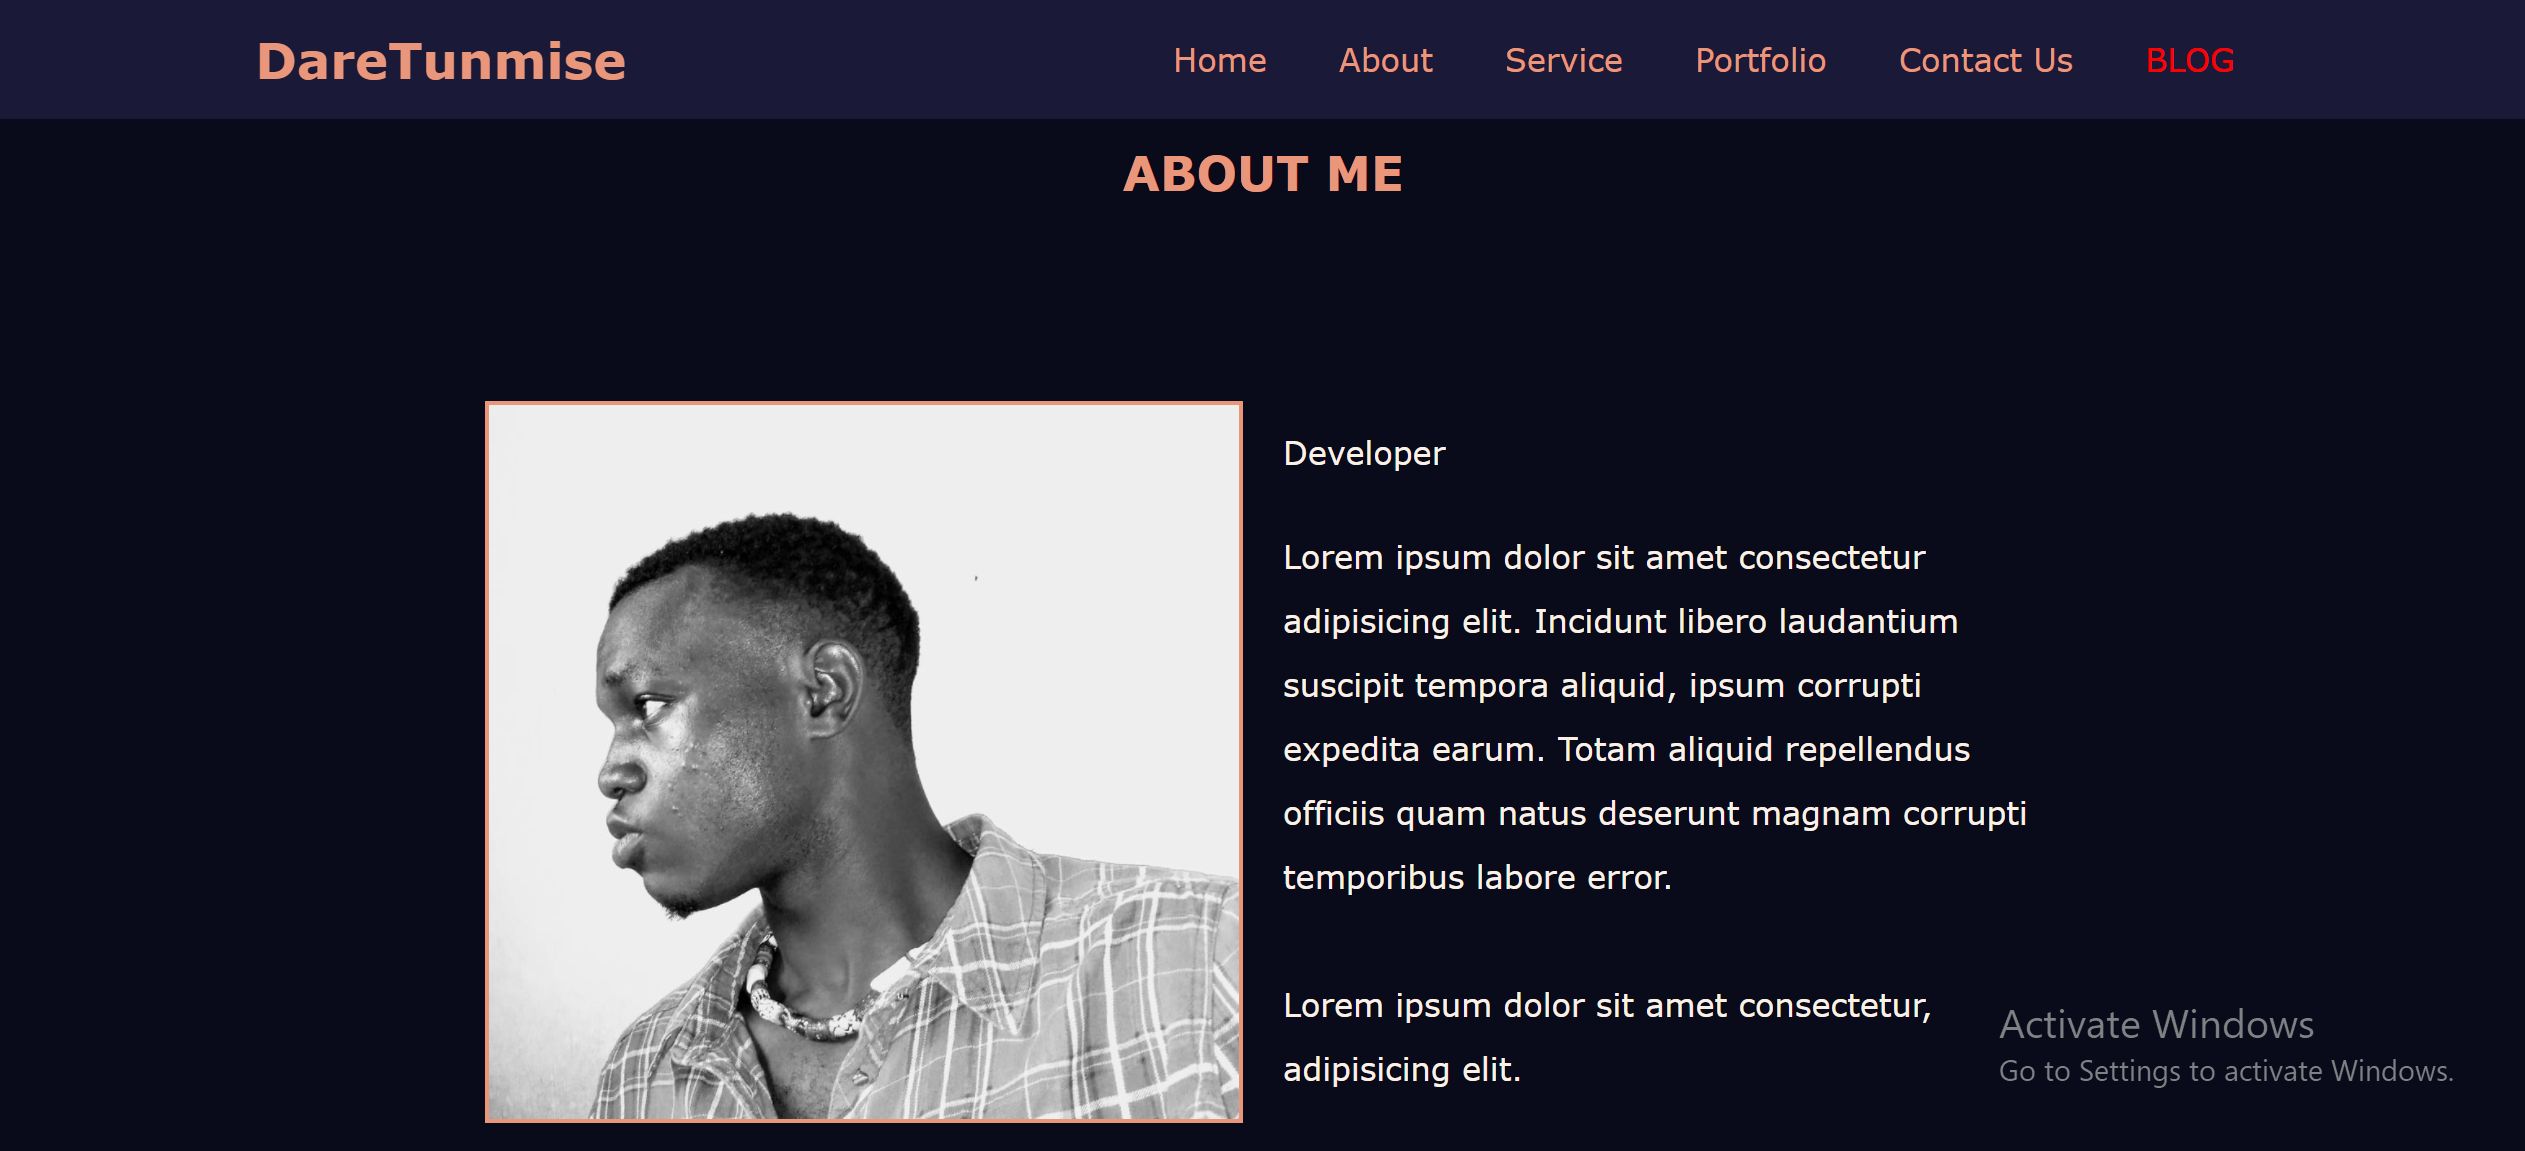 DareTunmise
Home About Service Portfolio Contact Us BLOG
ABOUT ME
Developer
Lorem ipsum dolor sit amet consectetur
adipisicing elit. Incidunt libero laudantium
suscipit tempora aliquid, ipsum corrupti
expedita earum. Totam aliquid repellendus
officiis quam natus deserunt magnam corrupti
temporibus labore error.
Lorem ipsum dolor sit amet consectetur,
adipisicing elit.
Activate Windows
Go to Settings to activate Windows.